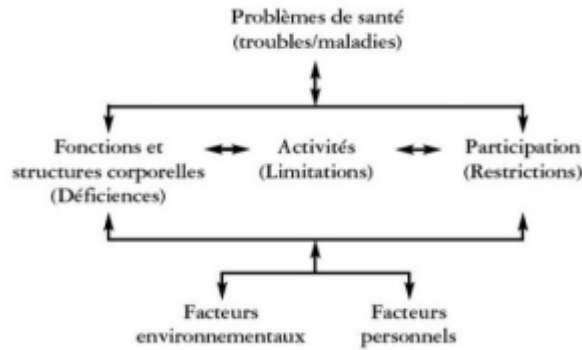 Problèmes de santé
(troubles/maladies)
Fonctions et
structures corporelles
(Déficiences)
Activités
(Limitations)
Participation
(Restrictions)
Facteurs
environnementaux
Facteurs
personnels